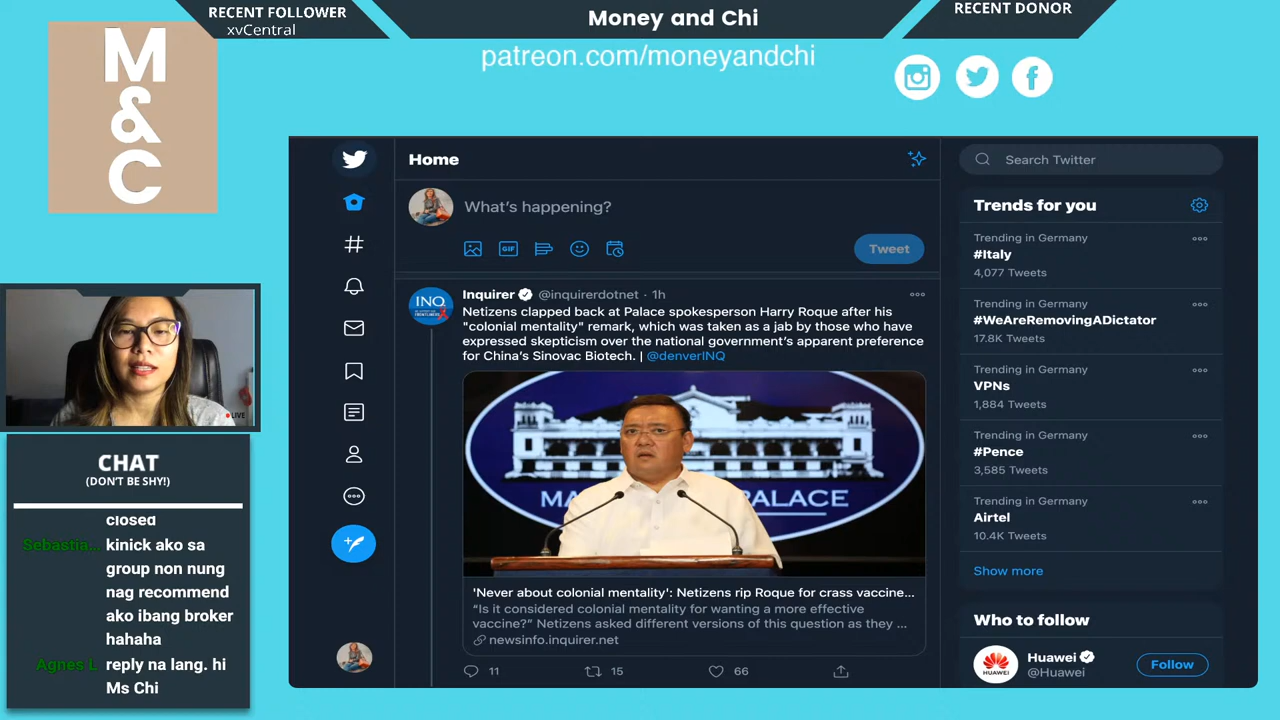 RECENT FOLLOWER
xvCentral
Money and Chi
RECENT DONOR
patreon.com/moneyandchi
M
&
C
Home
Search Twitter
What's happening?
GIF
Tweet
Trends for you
Trending in Germany
#Italy
4,077 Tweets
Trending in Germany
#WeAreRemovingADictator
17.8K Tweets
Trending in Germany
VPNs
1,884 Tweets
Trending in Germany
#Pence
3,585 Tweets
Trending in Germany
Airtel
10.4K Tweets
Show more
Who to follow
Huawei
@Huawei
Follow
HUAWEI
INQ.
Inquirer @inquirerdotnet · 1h
Netizens clapped back at Palace spokesperson Harry Roque after his
"colonial mentality" remark, which was taken as a jab by those who have
expressed skepticism over the national government's apparent preference
for China's Sinovac Biotech. | @denverINQ
MA PALACE
'Never about colonial mentality': Netizens rip Roque for crass vaccine...
"Is it considered colonial mentality for wanting a more effective
vaccine?" Netizens asked different versions of this question as they ...
newsinfo.inquirer.net
11 15 66
LIVE
CHAT
(DON'T BE SHY!)
closed
Sebastia... kinick ako sa
group non nung
nag recommend
ako ibang broker
hahaha
Agnes L reply na lang. hi
Ms Chi